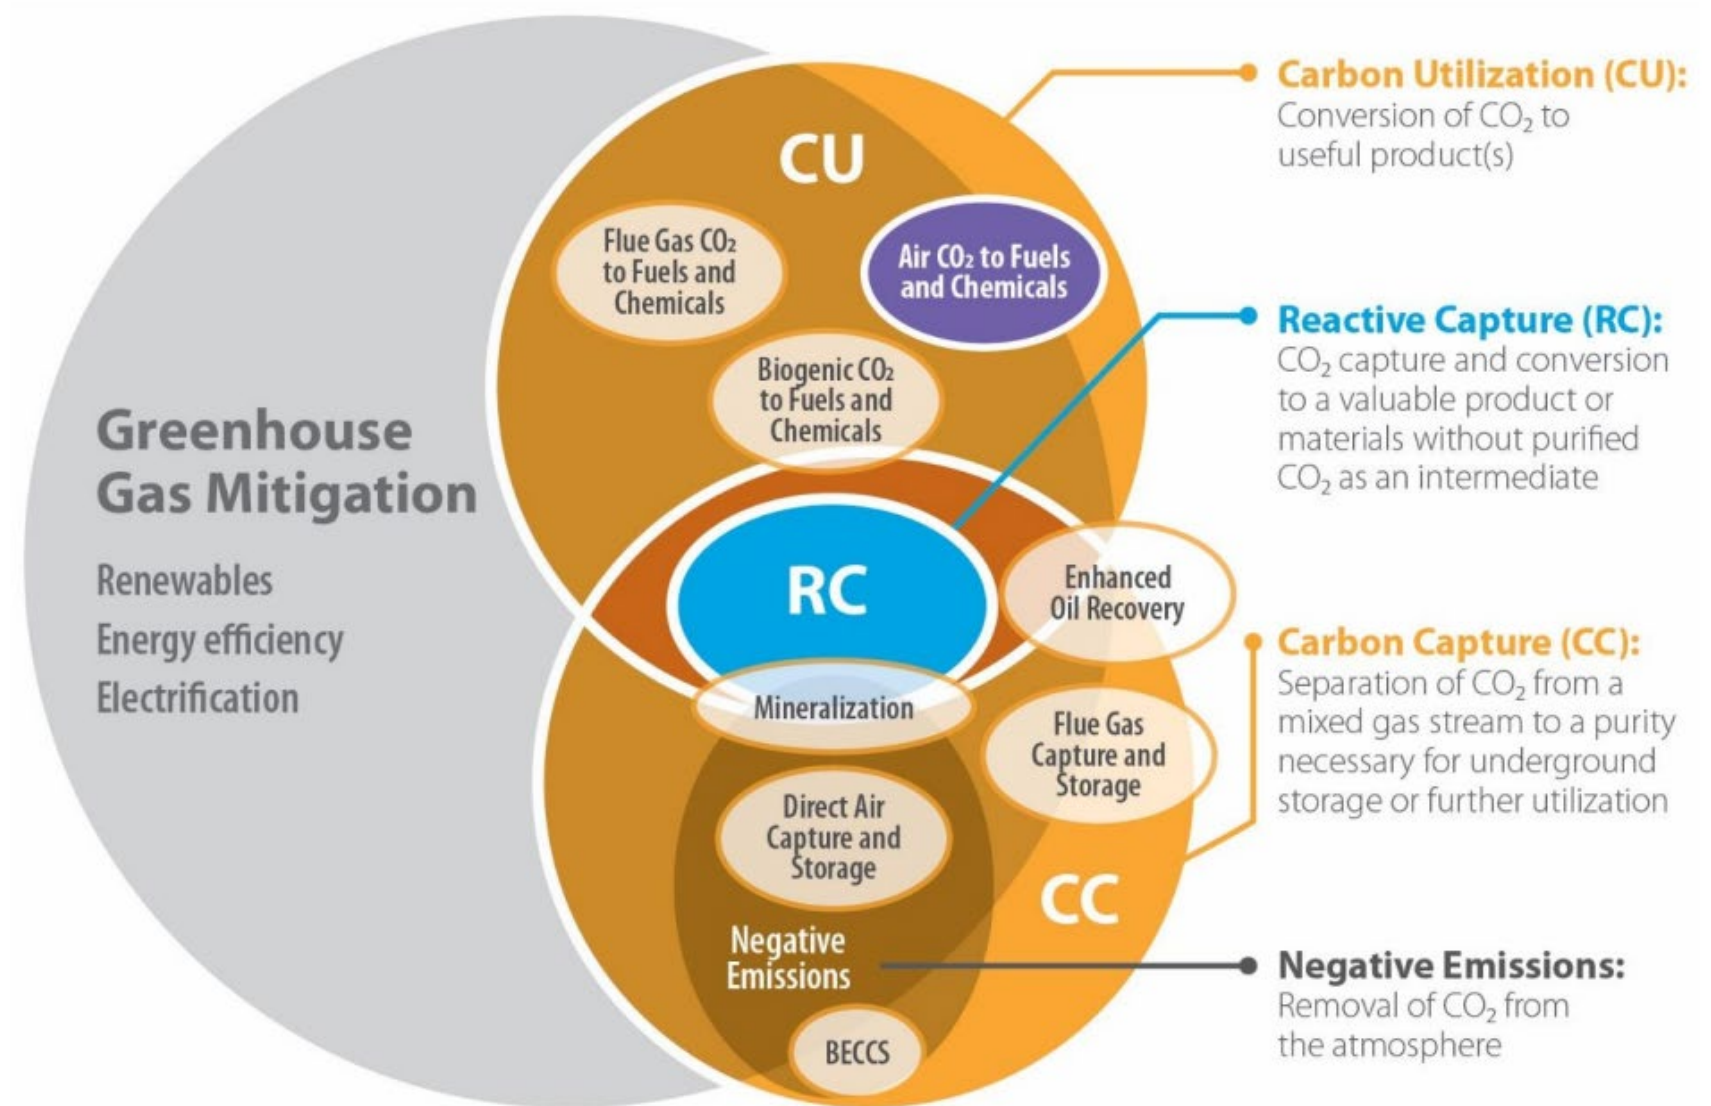 Greenhouse
Gas Mitigation
Renewables
Energy efficiency
Electrification
CU
Flue Gas CO₂
to Fuels and
Chemicals
Air CO₂ to Fuels
and Chemicals
Biogenic CO₂
to Fuels and
Chemicals
RC
Enhanced
Oil Recovery
Mineralization
Flue Gas
Capture and
Storage
Direct Air
Capture and
Storage
CC
Negative
Emissions
BECCS
Carbon Utilization (CU):
Conversion of CO₂ to
useful product(s)
Reactive Capture (RC):
CO₂ capture and conversion
to a valuable product or
materials without purified
CO₂ as an intermediate
Carbon Capture (CC):
Separation of CO₂ from a
mixed gas stream to a purity
necessary for underground
storage or further utilization
Negative Emissions:
Removal of CO₂ from
the atmosphere